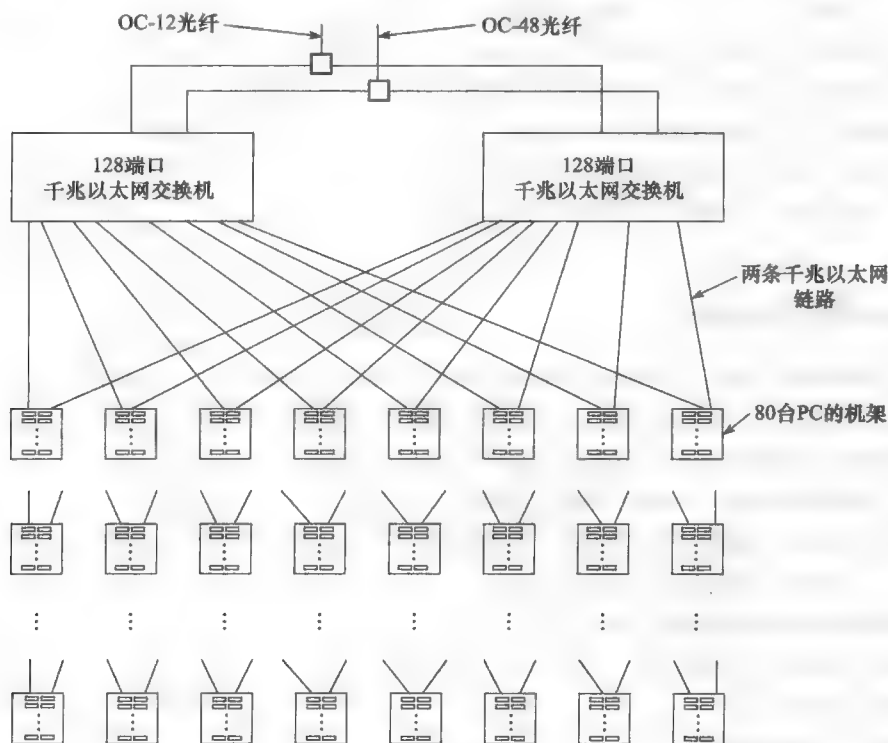 OC-12光纤
OC-48光纤
128端口
千兆以太网交换机
128端口
千兆以太网交换机
两条千兆以太网
链路
80台PC的机架